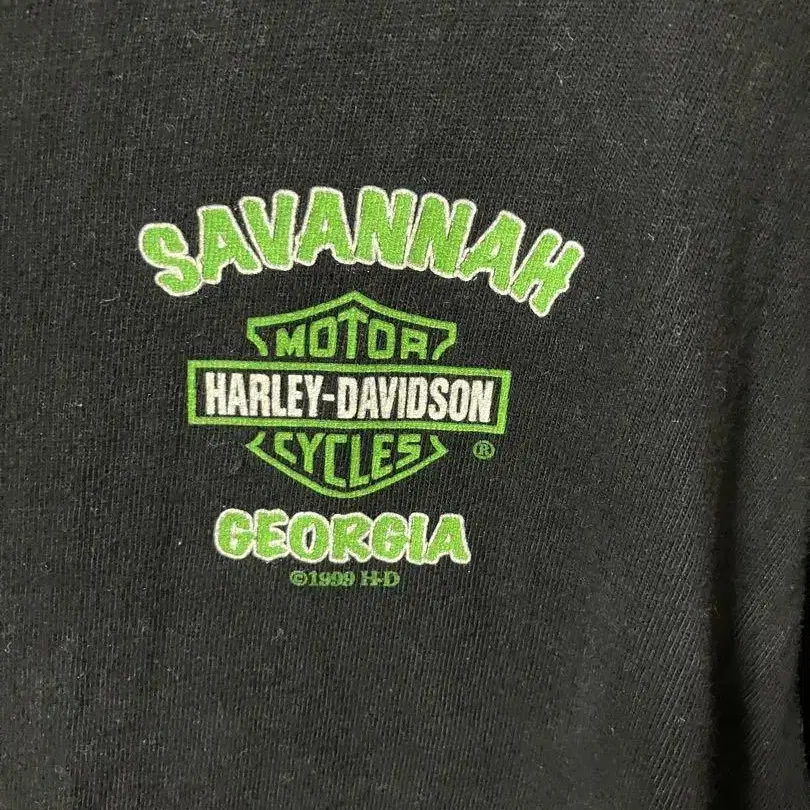 SAVANNAH
MOTOR
HARLEY-DAVIDSON
CYCLES ®
GEORGIA
©1999 H-D